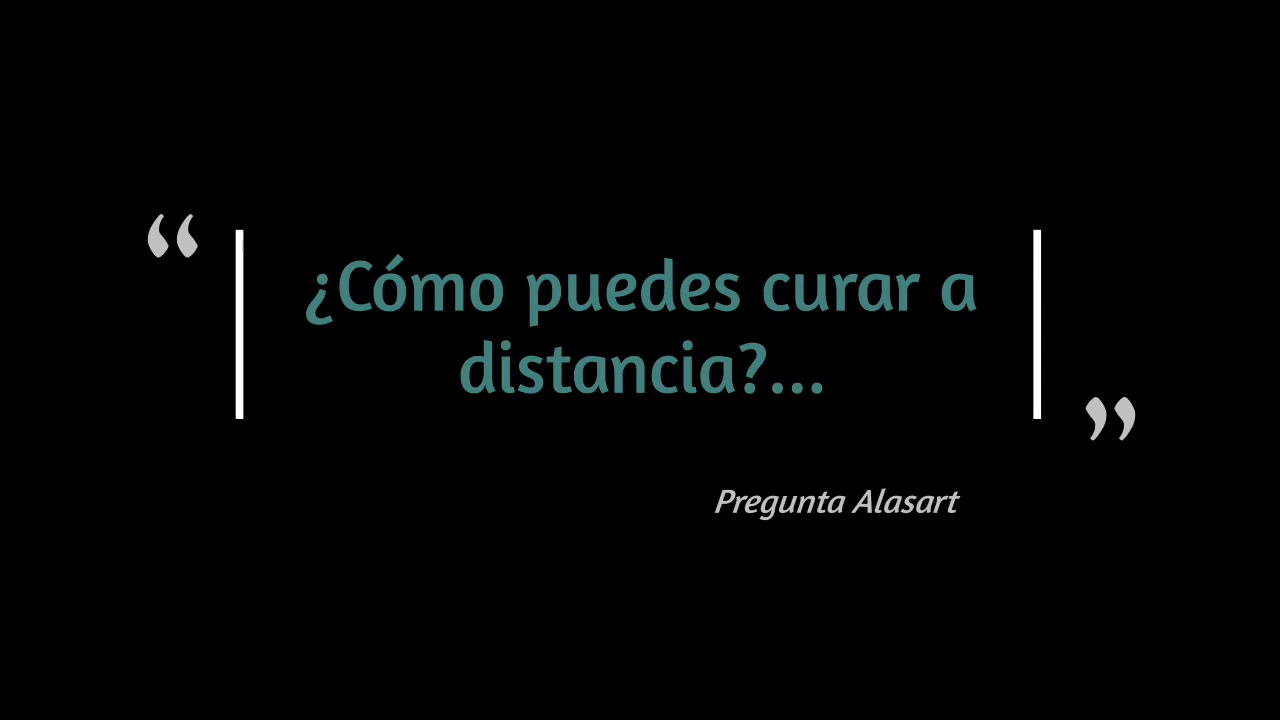 “
¿Cómo puedes curar a
distancia?...
”
Pregunta Alasart